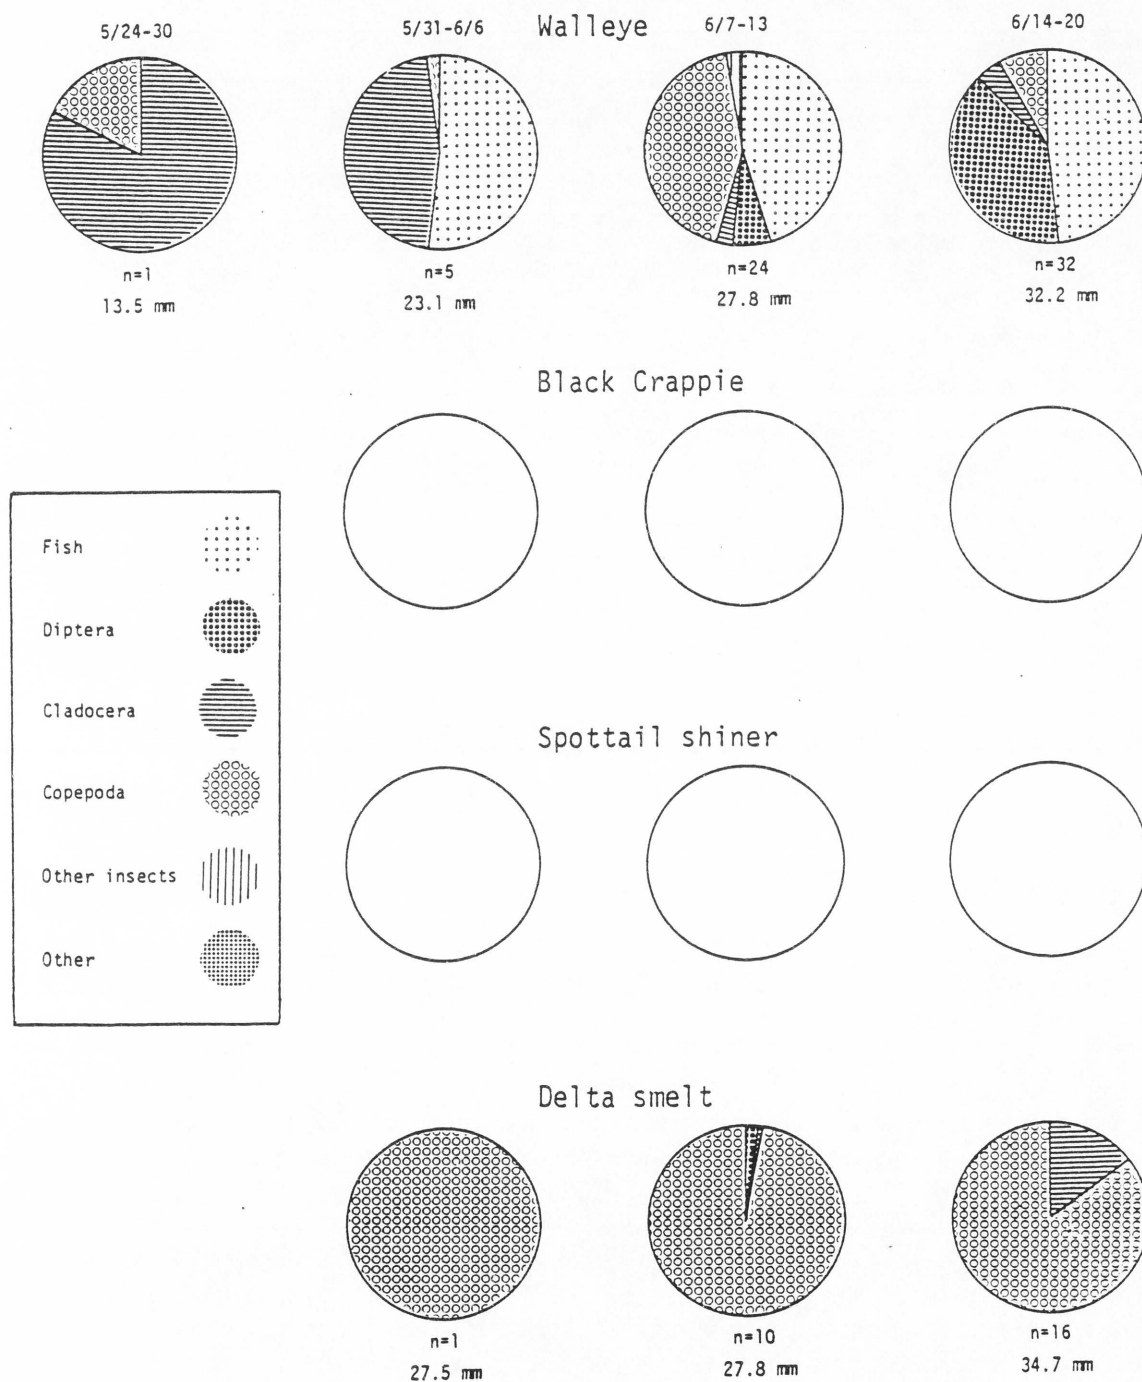 Walleye
5/24-30
5/31-6/6
6/7-13
6/14-20
n=1
n=5
n=24
n=32
13.5 mm
23.1 mm
27.8 mm
32.2 mm
Black Crappie
Fish
Diptera
Cladocera
Copepoda
Other insects
Other
Spottail shiner
Delta smelt
n=1
n=10
n=16
27.5 mm
27.8 mm
34.7 mm